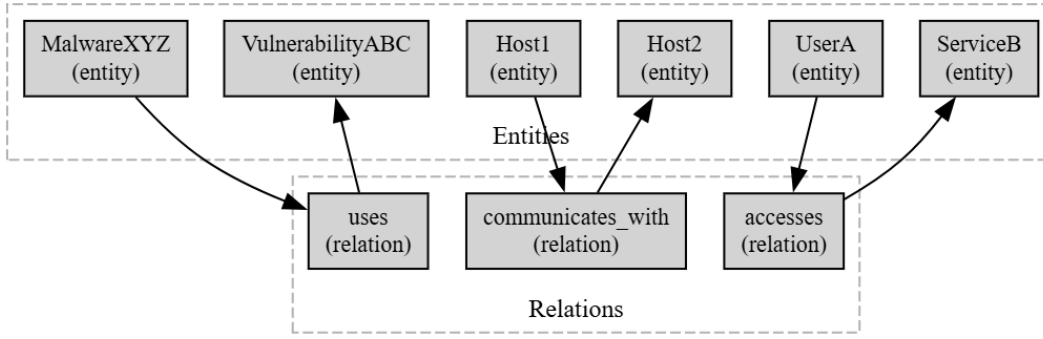 MalwareXYZ
(entity)
VulnerabilityABC
(entity)
Host1
(entity)
Host2
(entity)
UserA
(entity)
ServiceB
(entity)
Entities
uses
(relation)
communicates_with
(relation)
accesses
(relation)
Relations